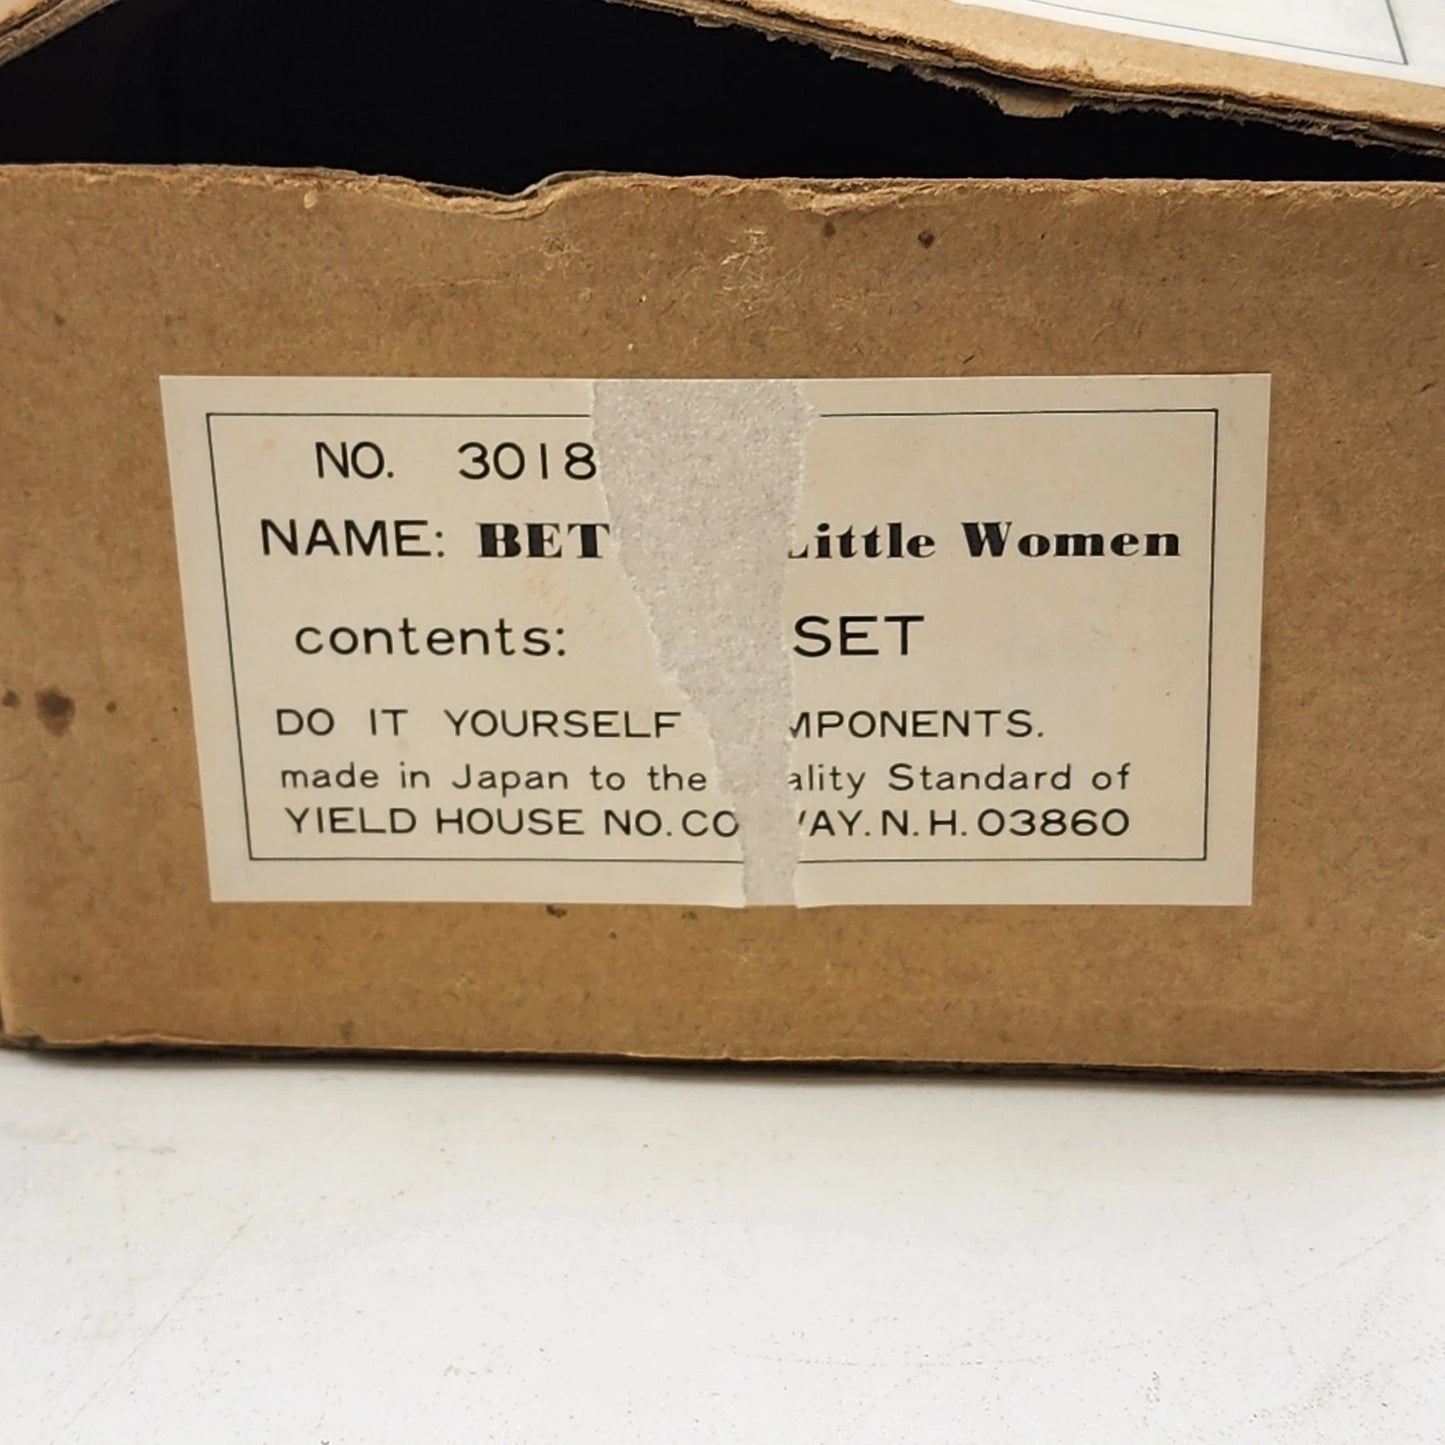 NO. 3018
NAME: BET Little Women
contents: SET
DO IT YOURSELF MPONENTS.
made in Japan to the ality Standard of
YIELD HOUSE NO. CO WAY. N. H. 03860